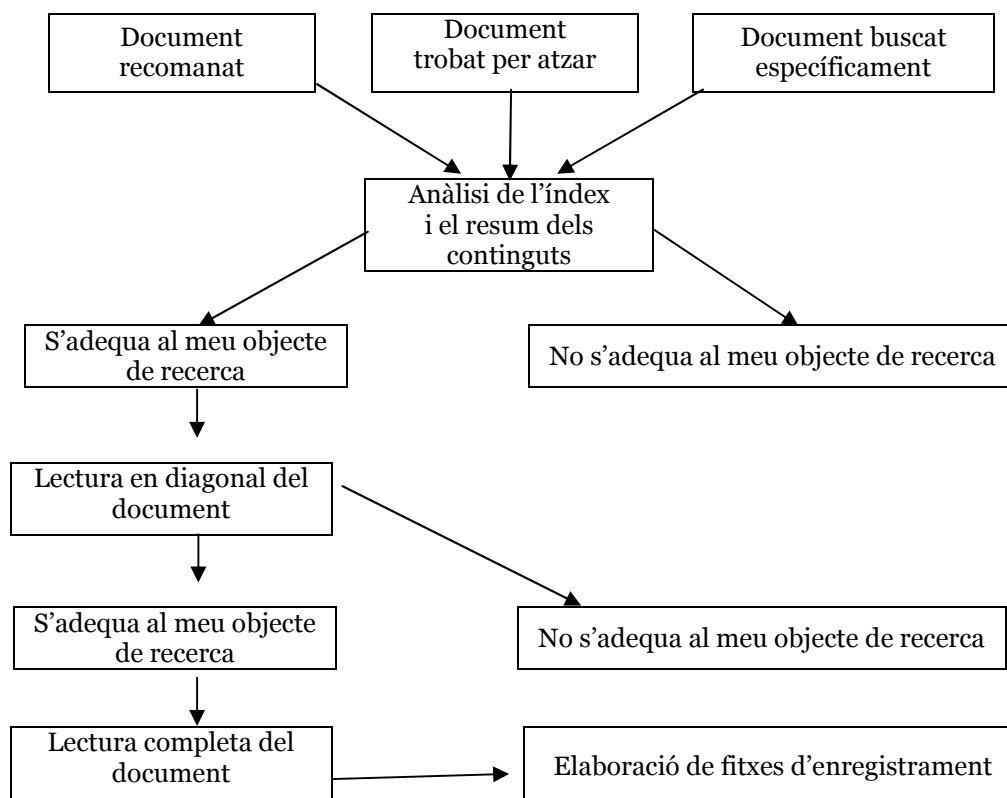 Document
recomanat
Document
trobat per atzar
Document buscat
específicament
Anàlisi de l’índex
i el resum dels
continguts
S’adequa al meu objecte
de recerca
No s’adequa al meu objecte de recerca
Lectura en diagonal del
document
S’adequa al meu objecte
de recerca
No s’adequa al meu objecte de recerca
Lectura completa del
document
Elaboració de fitxes d’enregistrament